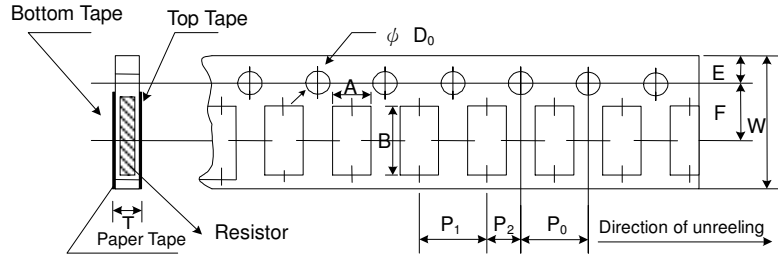 Bottom Tape
Top Tape
ψ D₀
A
E
F
W
B
T
Paper Tape
Resistor
P₁
P₂
P₀
Direction of unreeling